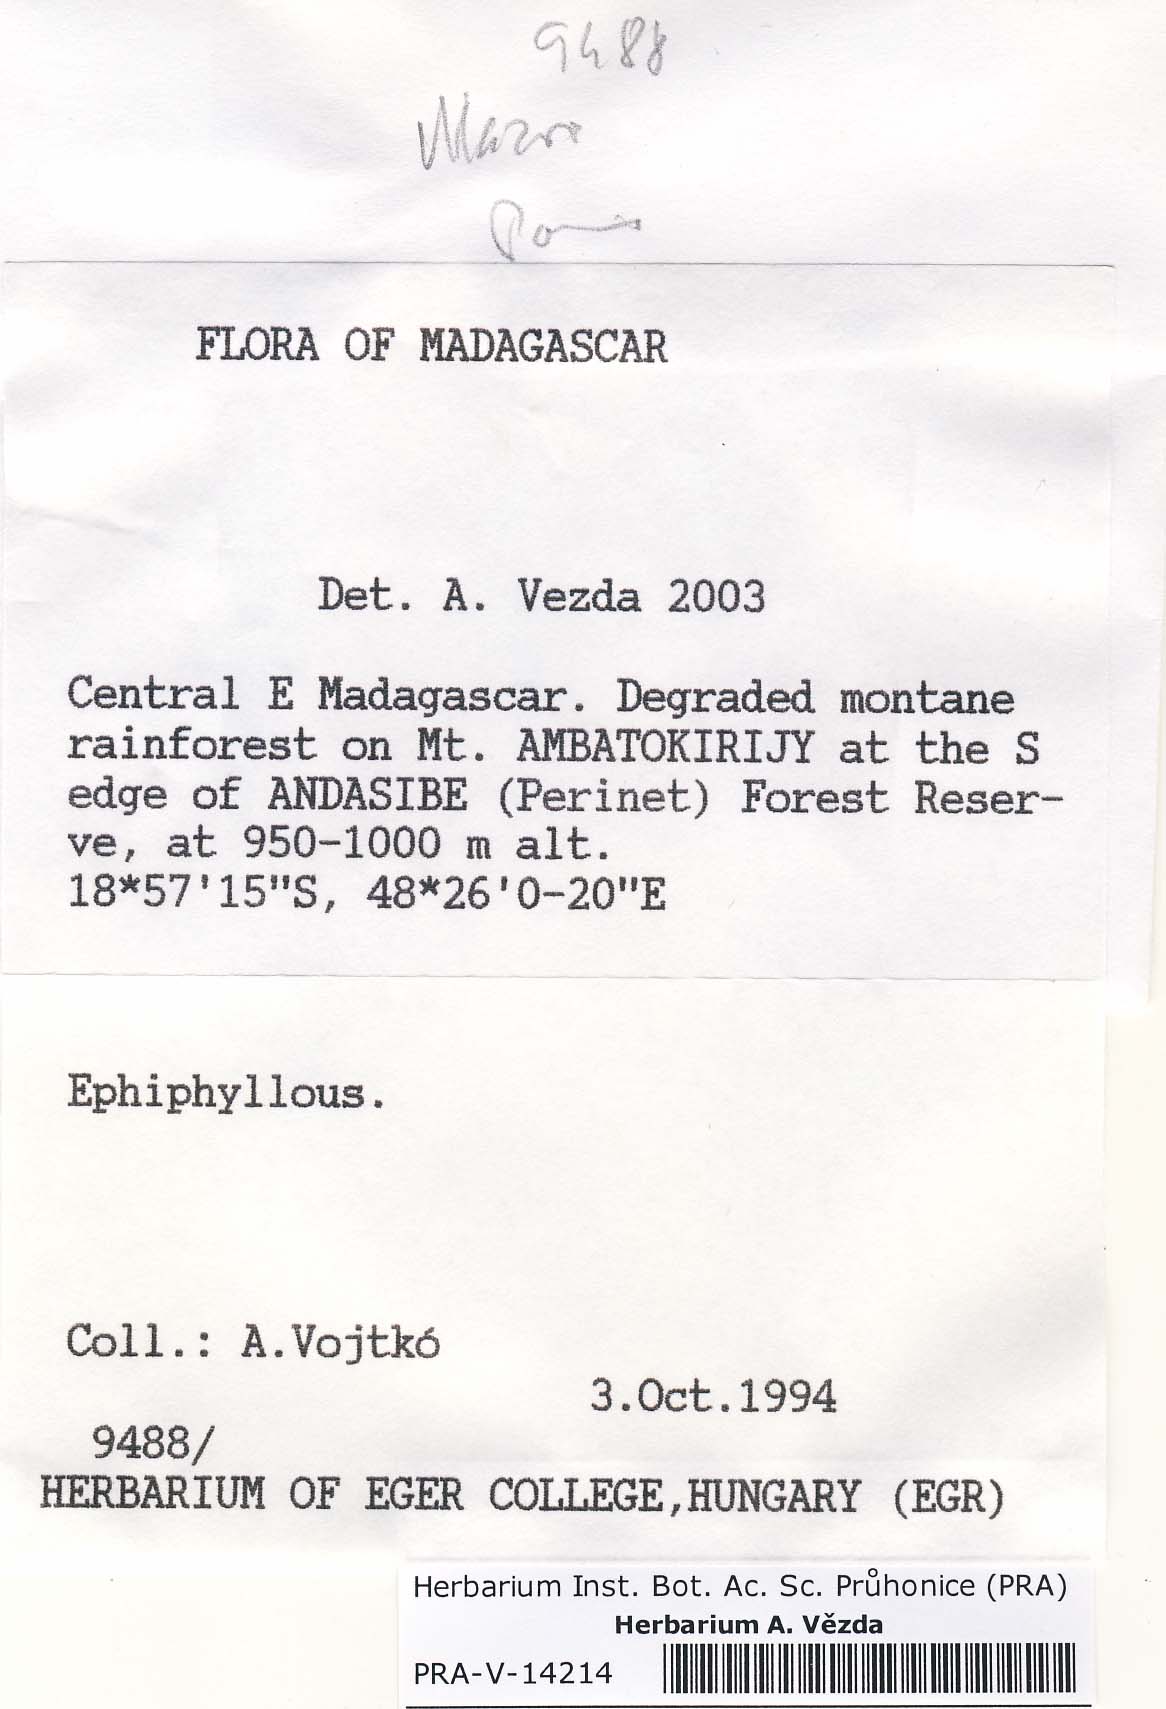 9488
FLORA OF MADAGASCAR
Det. A. Vezda 2003
Central E Madagascar. Degraded montane
rainforest on Mt. AMBATOKIRIJY at the S
edge of ANDASIBE (Perinet) Forest Reser-
ve, at 950-1000 m alt.
18*57'15"S, 48*26'0-20"E
Ephiphyllous.
Coll.: A.Vojtkó
3.Oct.1994
9488/
HERBARIUM OF EGER COLLEGE,HUNGARY (EGR)
Herbarium Inst. Bot. Ac. Sc. Průhonice (PRA)
Herbarium A. Vězda
PRA-V-14214